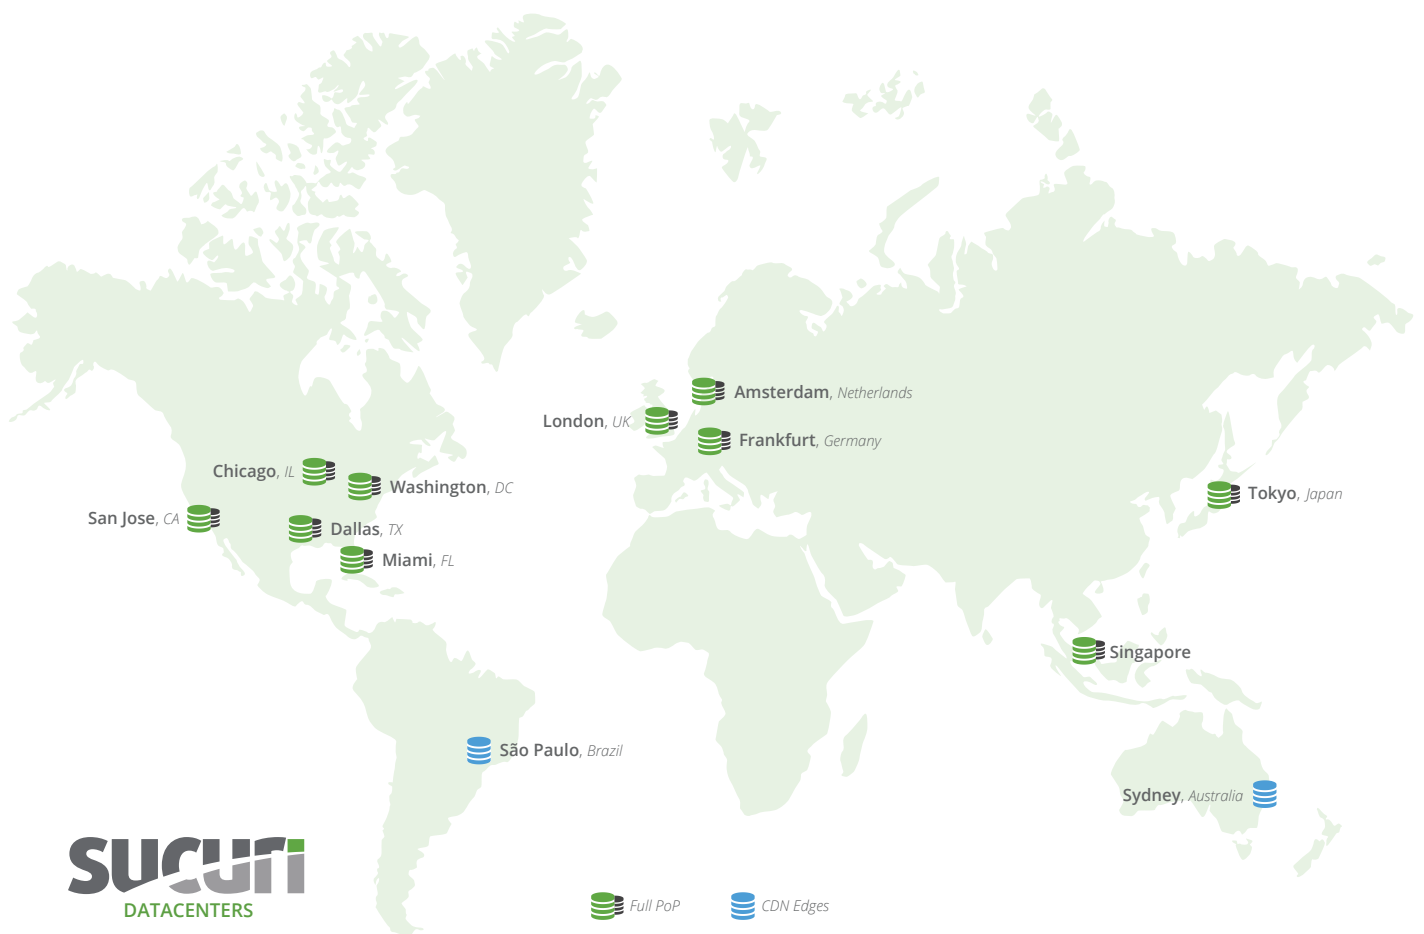 Amsterdam, Netherlands
London, UK
Frankfurt, Germany
Chicago, IL
Washington, DC
Tokyo, Japan
San Jose, CA
Dallas, TX
Miami, FL
Singapore
São Paulo, Brazil
Sydney, Australia
sucuri
DATACENTERS
Full PoP
CDN Edges